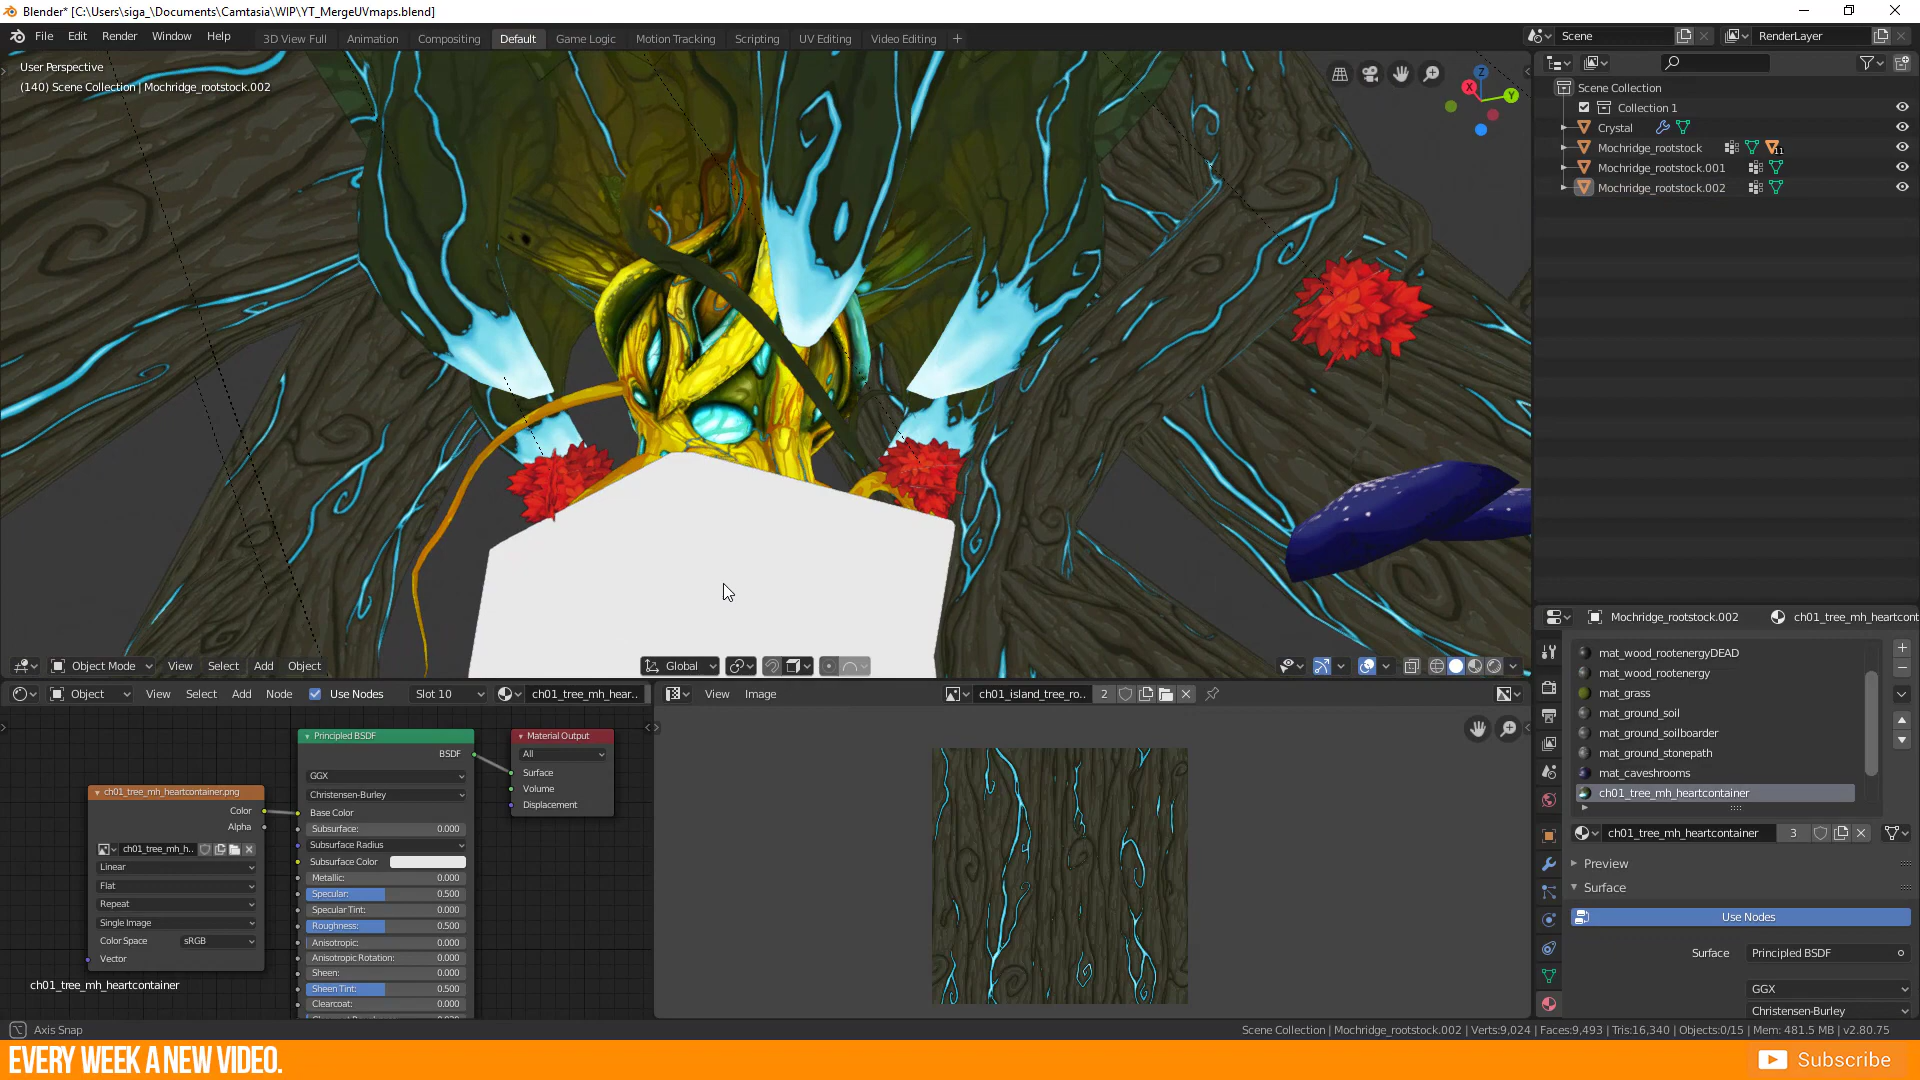 Blender* [C:\Users\siga_\Documents\Camtasia\WIP\YT_MergeUVmaps.blend]
File Edit Render Window Help 3D View Full Animation Compositing Default Game Logic Motion Tracking Scripting UV Editing Video Editing Scene RenderLayer
User Perspective
(140) Scene Collection | Mochridge_rootstock.002
X Y Z
Scene Collection
Collection 1
Crystal
Mochridge_rootstock 11
Mochridge_rootstock.001
Mochridge_rootstock.002
Object Mode View Select Add Object Global
Object View Select Add Node Use Nodes Slot 10 ch01_tree_mh_hear..
View Image ch01_island_tree_ro.. 2
ch01_tree_mh_heartcontainer.png
Color
Alpha
ch01_tree_mh_h..
Linear
Flat
Repeat
Single Image
Color Space sRGB
Vector
ch01_tree_mh_heartcontainer
Principled BSDF
BSDF
GGX
Christensen-Burley
Base Color
Subsurface: 0.000
Subsurface Radius
Subsurface Color
Metallic: 0.000
Specular: 0.500
Specular Tint: 0.000
Roughness: 0.500
Anisotropic: 0.000
Anisotropic Rotation: 0.000
Sheen: 0.000
Sheen Tint: 0.500
Clearcoat: 0.000
Material Output
All
Surface
Volume
Displacement
Mochridge_rootstock.002 ch01_tree_mh_heartcont
mat_wood_rootenergyDEAD
mat_wood_rootenergy
mat_grass
mat_ground_soil
mat_ground_soilboarder
mat_ground_stonepath
mat_caveshrooms
ch01_tree_mh_heartcontainer
ch01_tree_mh_heartcontainer 3
Preview
Surface
Use Nodes
Surface Principled BSDF
GGX
Christensen-Burley
Axis Snap
Scene Collection | Mochridge_rootstock.002 | Verts:9,024 | Faces:9,493 | Tris:16,340 | Objects:0/15 | Mem: 481.5 MB | v2.80.75
EVERY WEEK A NEW VIDEO.
Subscribe